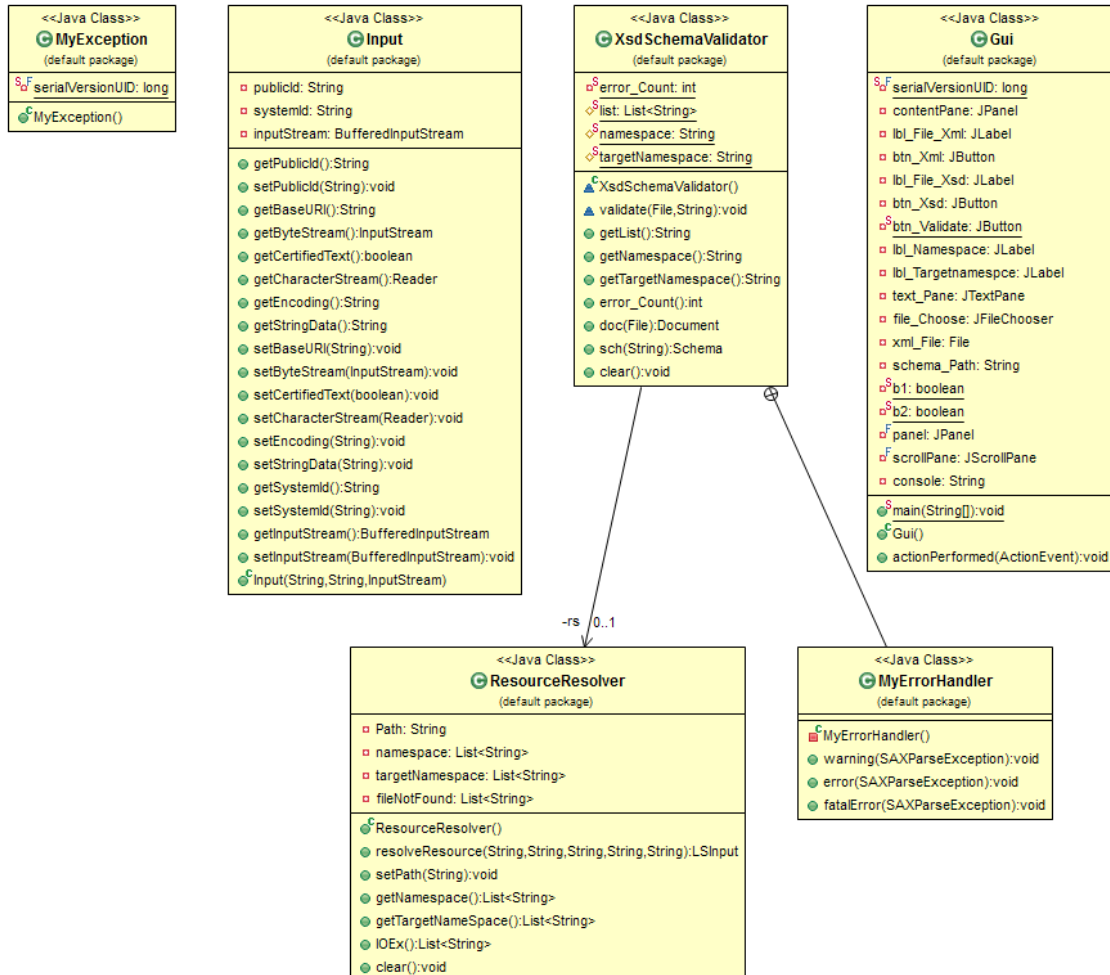 <<Java Class>>
C MyException
(default package)
S F serialVersionUID: long
C MyException()
<<Java Class>>
C Input
(default package)
publicId: String
systemId: String
inputStream: BufferedInputStream
getPublicId():String
setPublicId(String):void
getBaseURI():String
getByteStream():InputStream
getCertifiedText():boolean
getCharacterStream():Reader
getEncoding():String
getStringData():String
setBaseURI(String):void
setByteStream(InputStream):void
setCertifiedText(boolean):void
setCharacterStream(Reader):void
setEncoding(String):void
setStringData(String):void
getSystemId():String
setSystemId(String):void
getInputStream():BufferedInputStream
setInputStream(BufferedInputStream):void
C Input(String,String,InputStream)
<<Java Class>>
C XsdSchemaValidator
(default package)
S error_Count: int
S list: List<String>
S namespace: String
S targetNamespace: String
C XsdSchemaValidator()
validate(File,String):void
getList():String
getNamespace():String
getTargetNamespace():String
error_Count():int
doc(File):Document
sch(String):Schema
clear():void
<<Java Class>>
C Gui
(default package)
S F serialVersionUID: long
contentPane: JPanel
lbl_File_Xml: JLabel
btn_Xml: JButton
lbl_File_Xsd: JLabel
btn_Xsd: JButton
S btn_Validate: JButton
lbl_Namespace: JLabel
lbl_Targetnamespce: JLabel
text_Pane: JTextPane
file_Choose: JFileChooser
xml_File: File
schema_Path: String
S b1: boolean
S b2: boolean
F panel: JPanel
F scrollPane: JScrollPane
console: String
S main(String[]):void
C Gui()
actionPerformed(ActionEvent):void
-rs 0..1
<<Java Class>>
C ResourceResolver
(default package)
Path: String
namespace: List<String>
targetNamespace: List<String>
fileNotFound: List<String>
C ResourceResolver()
resolveResource(String,String,String,String,String):LSInput
setPath(String):void
getNamespace():List<String>
getTargetNameSpace():List<String>
IOEx():List<String>
clear():void
<<Java Class>>
C MyErrorHandler
(default package)
C MyErrorHandler()
warning(SAXParseException):void
error(SAXParseException):void
fatalError(SAXParseException):void